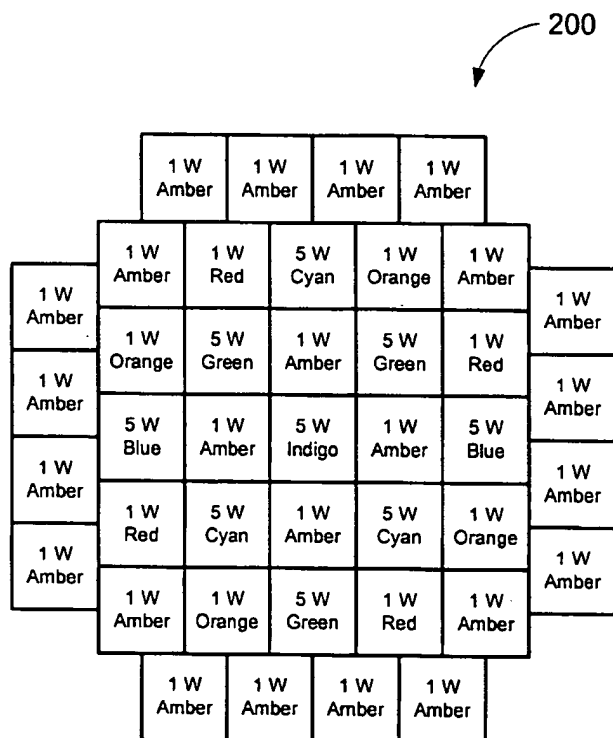 200
1 W 1 W 1 W 1 W
Amber Amber Amber Amber
1 W 1 W 5 W 1 W 1 W
Amber Red Cyan Orange Amber
1 W 1 W
Amber Amber
1 W 5 W 1 W 5 W 1 W
Orange Green Amber Green Red
1 W 1 W
Amber Amber
5 W 1 W 5 W 1 W 5 W
Blue Amber Indigo Amber Blue
1 W 1 W
Amber Amber
1 W 5 W 1 W 5 W 1 W
Red Cyan Amber Cyan Orange
1 W 1 W
Amber Amber
1 W 1 W 5 W 1 W 1 W
Amber Orange Green Red Amber
1 W 1 W 1 W 1 W
Amber Amber Amber Amber